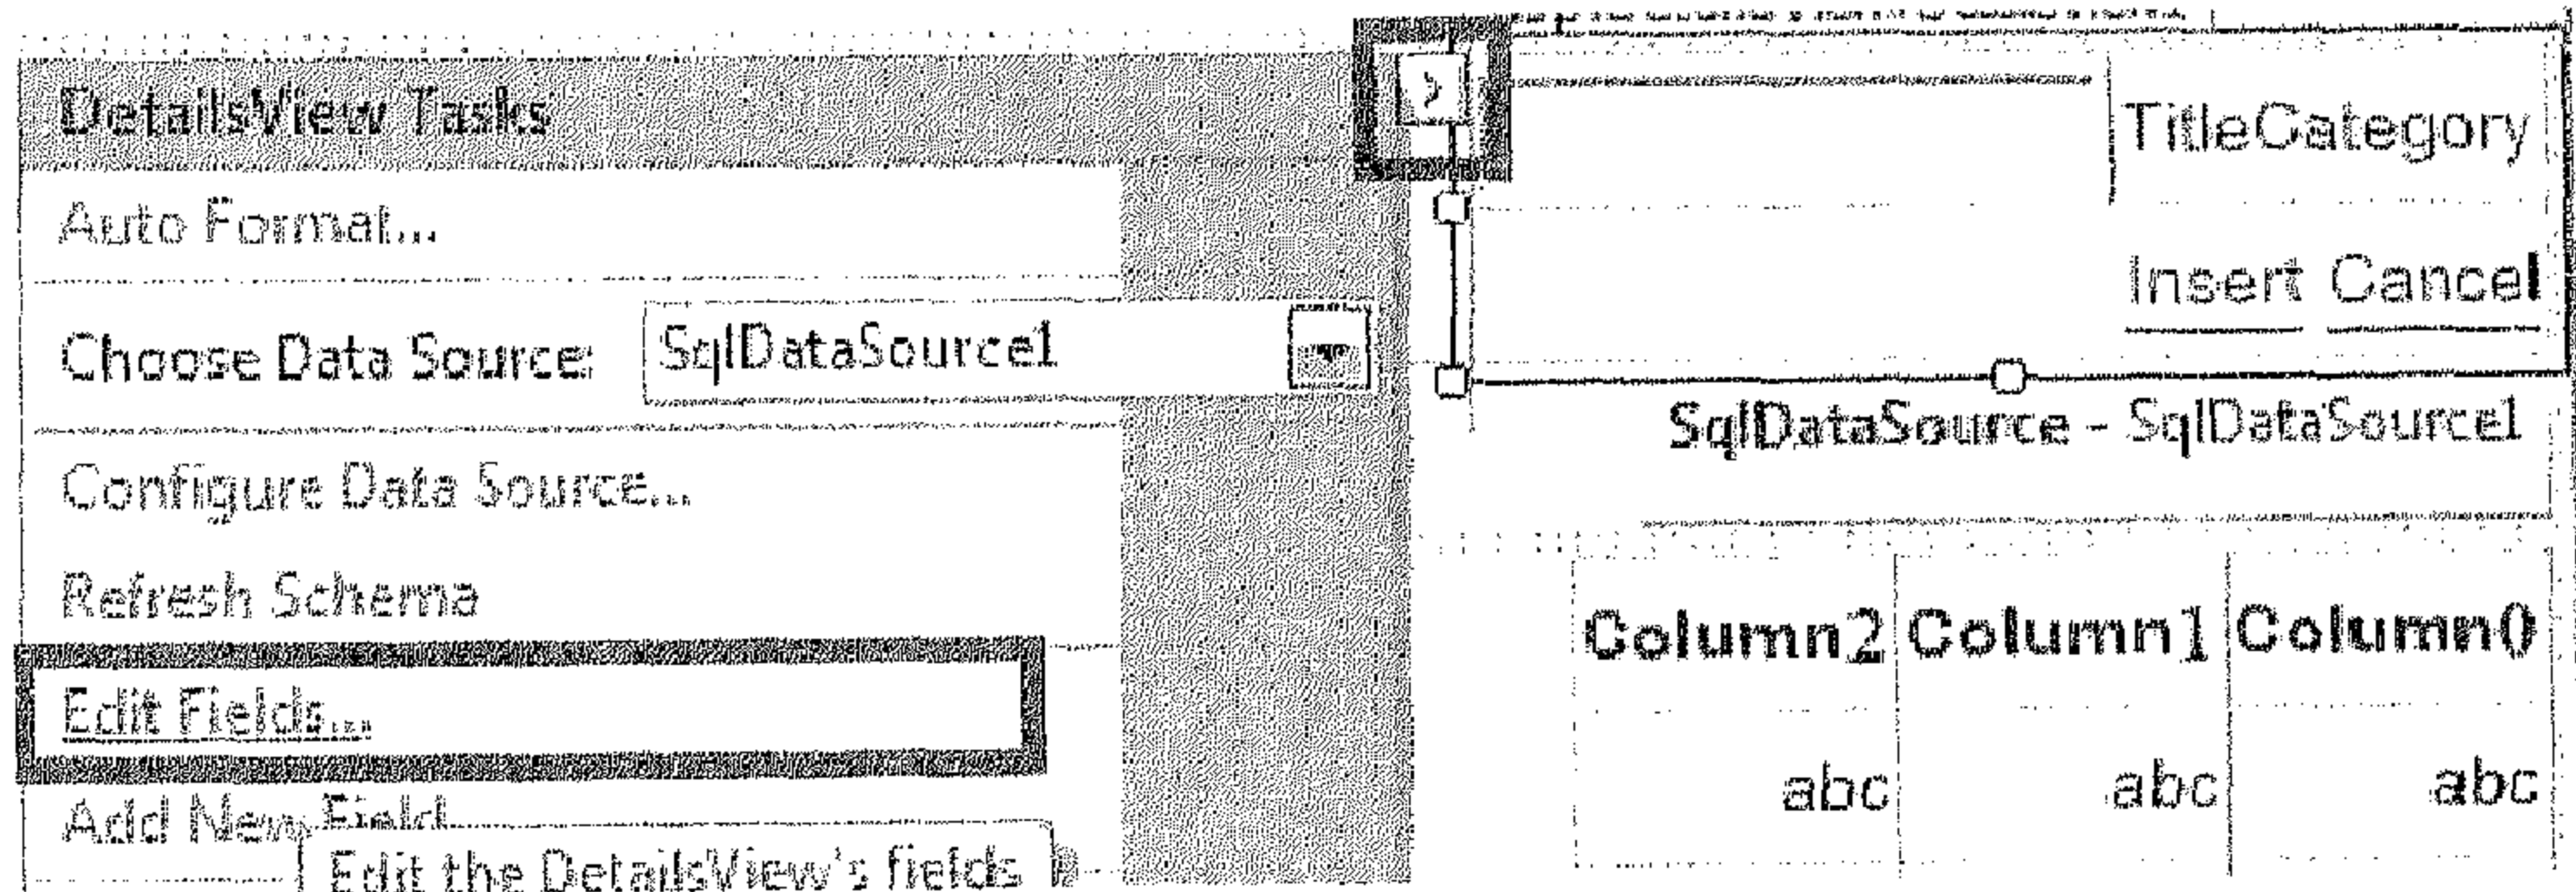 DetailsView Tasks
Auto Format...
Choose Data Source: SqlDataSource1
Configure Data Source...
Refresh Schema
Edit Fields...
Add New Field
Edit the DetailsView's fields
TitleCategory
Insert Cancel
SqlDataSource - SqlDataSource1
Column2 Column1 Column0
abc abc abc